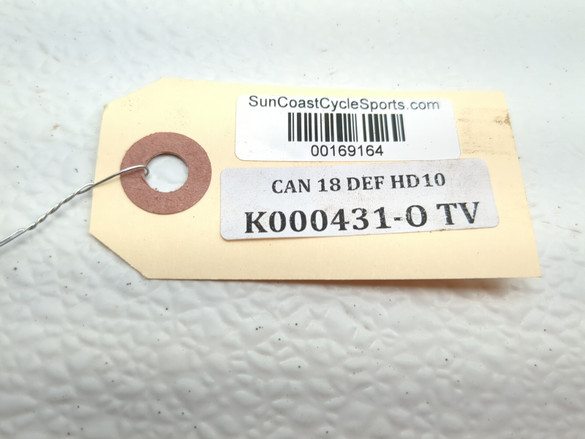 SunCoastCycleSports.com
00169164
CAN 18 DEF HD10
K000431-O TV